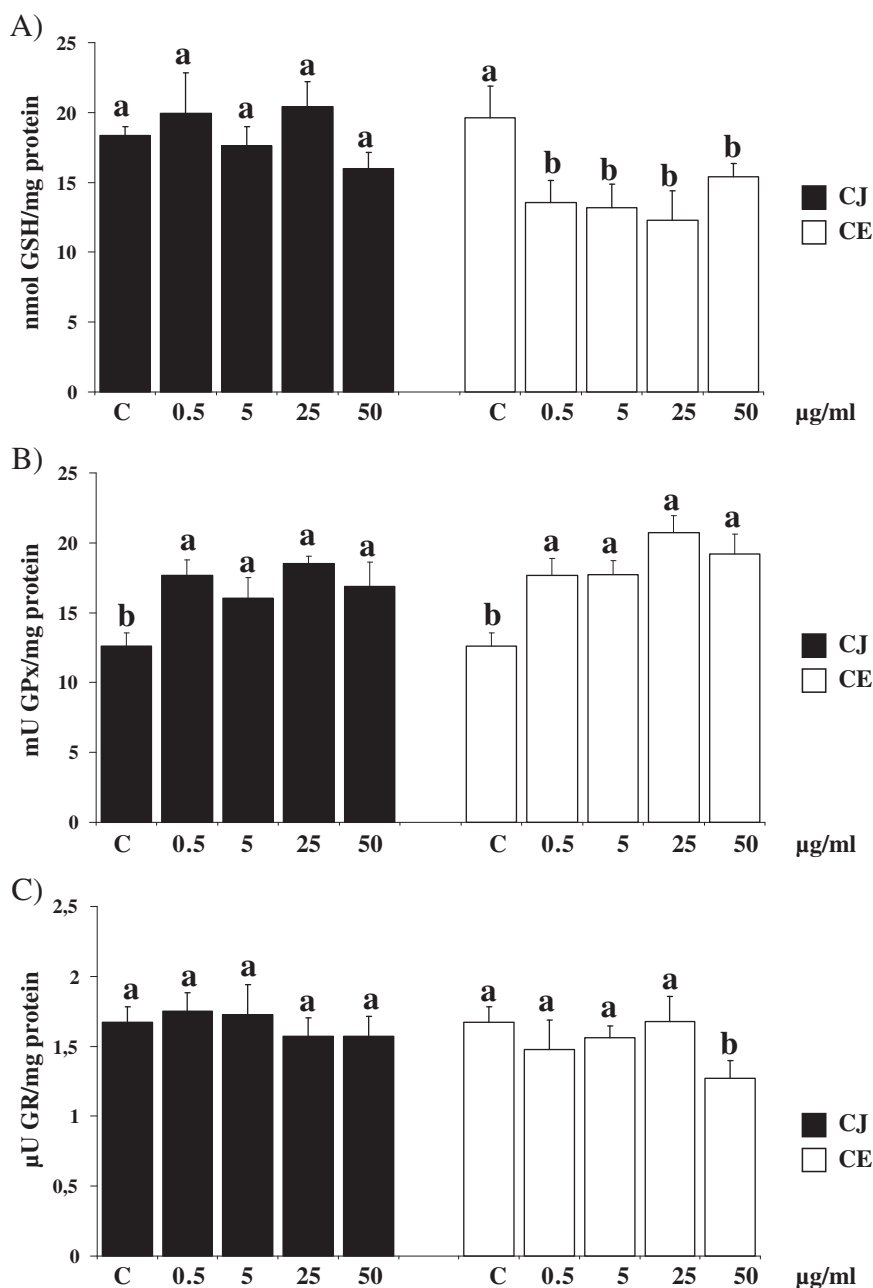 A)
25
20
15
10
5
0
nmol GSH/mg protein
a a a a a a b b b b
C 0.5 5 25 50 C 0.5 5 25 50 µg/ml
CJ
CE
B)
25
20
15
10
5
0
mU GPx/mg protein
b a a a a b a a a a
C 0.5 5 25 50 C 0.5 5 25 50 µg/ml
CJ
CE
C)
2,5
2
1,5
1
0,5
0
µU GR/mg protein
a a a a a a a a a b
C 0.5 5 25 50 C 0.5 5 25 50 µg/ml
CJ
CE